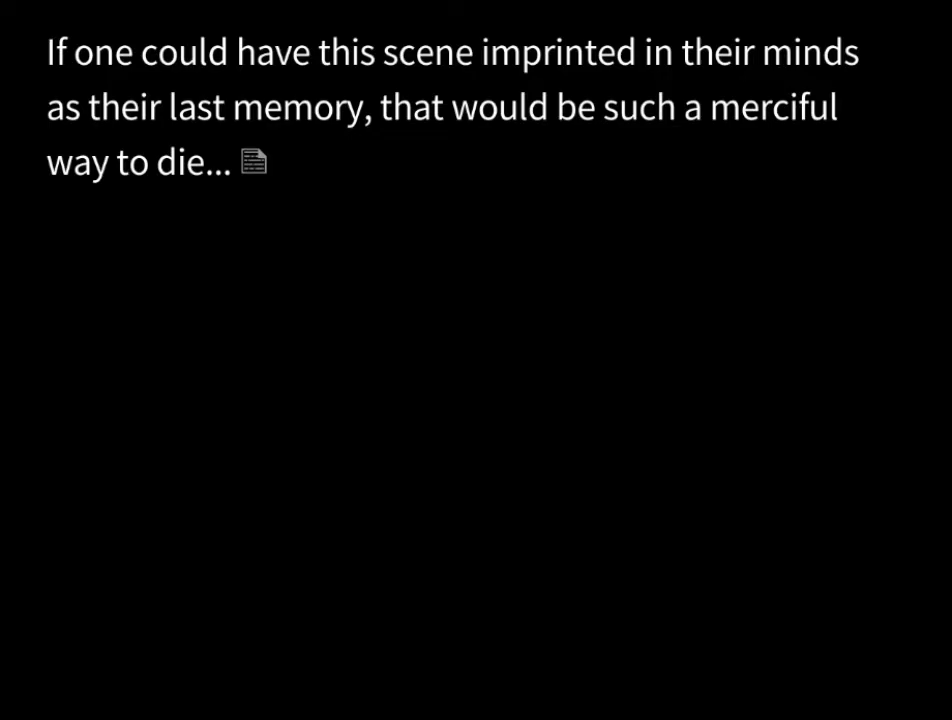 If one could have this scene imprinted in their minds
as their last memory, that would be such a merciful
way to die...